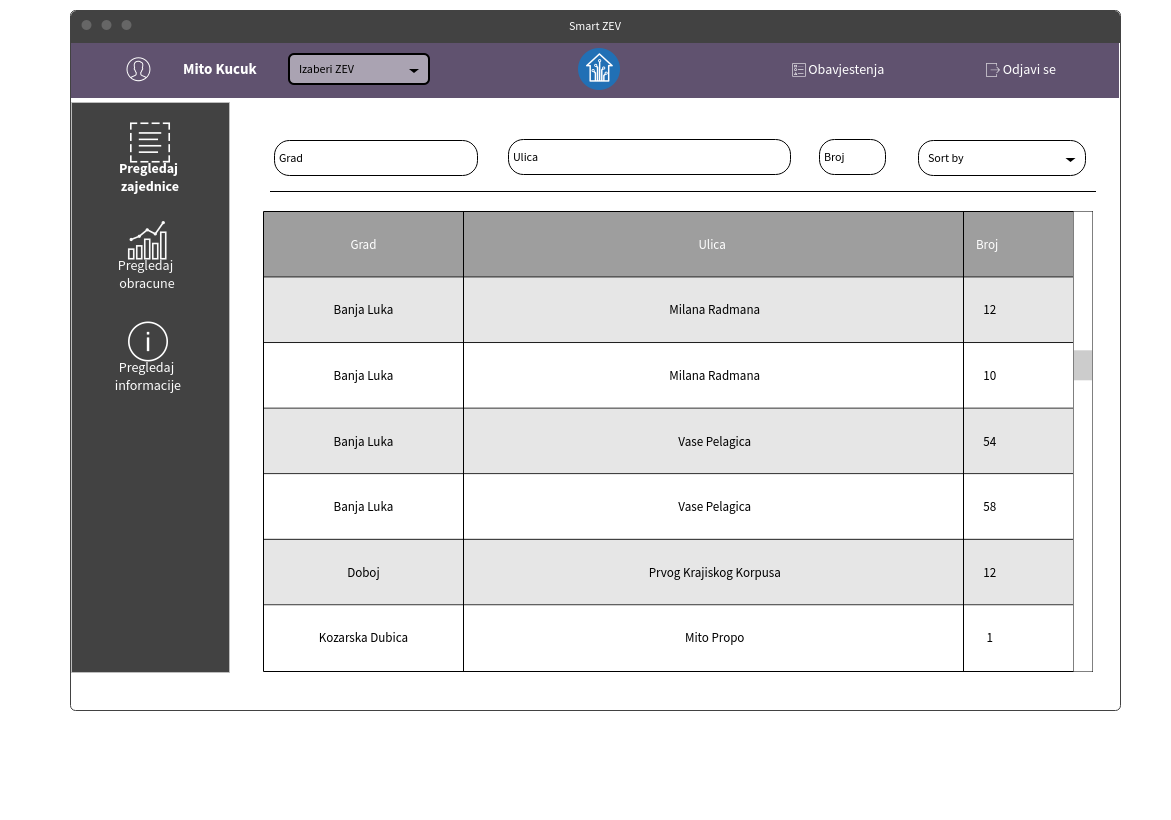 Smart ZEV
Mito Kucuk
Izaberi ZEV
Obavjestenja
Odjavi se
Pregledaj
zajednice
Pregledaj
obracune
Pregledaj
informacije
Grad
Ulica
Broj
Sort by
Grad Ulica Broj
Banja Luka Milana Radmana 12
Banja Luka Milana Radmana 10
Banja Luka Vase Pelagica 54
Banja Luka Vase Pelagica 58
Doboj Prvog Krajiskog Korpusa 12
Kozarska Dubica Mito Propo 1